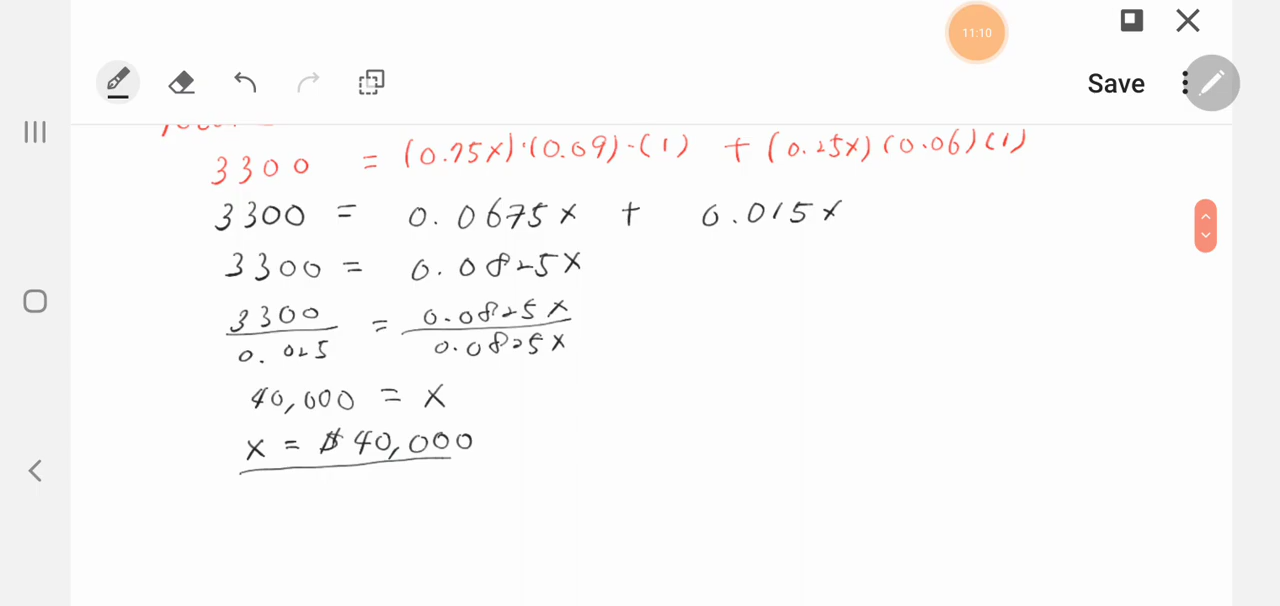 11:10
Save
3300 = (0.75x)·(0.09)·(1) + (0.25x)(0.06)(1)
3300 = 0.0675x + 0.015x
3300 = 0.0825x
3300/0.025 = 0.0825x/0.0825x
40,000 = x
x = $40,000